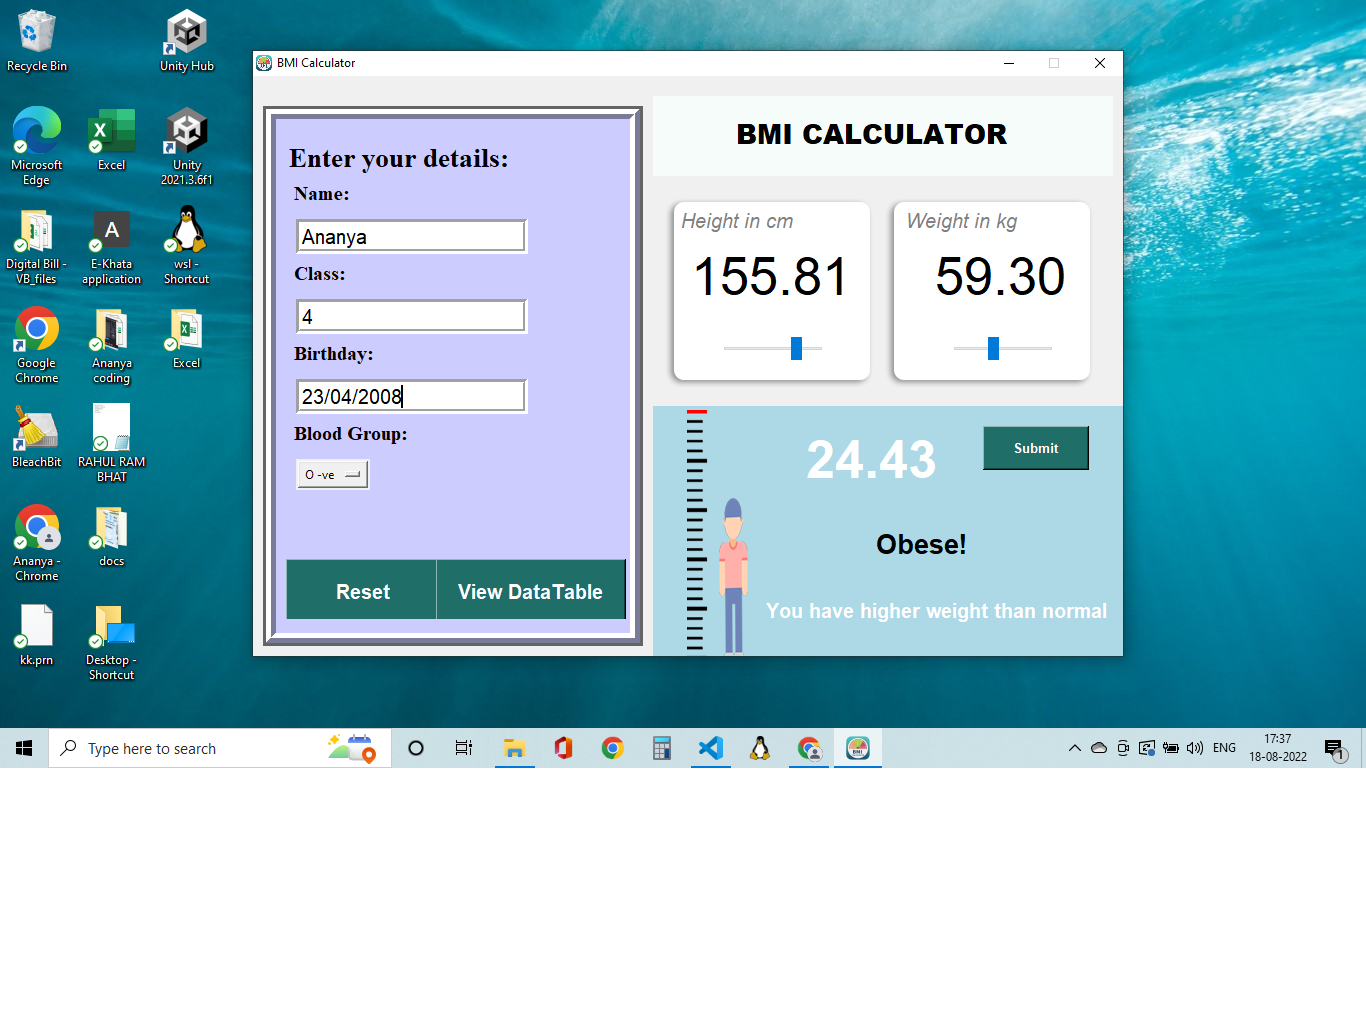 Recycle Bin
Unity Hub
Microsoft
Edge
Excel
Unity
2021.3.6f1
Digital Bill -
VB_files
A
E-Khata
application
wsl -
Shortcut
Google
Chrome
Ananya
coding
Excel
BleachBit
RAHUL RAM
BHAT
Ananya -
Chrome
docs
kk.prn
Desktop -
Shortcut
BMI Calculator
Enter your details:
Name:
Ananya
Class:
4
Birthday:
23/04/2008
Blood Group:
O -ve
Reset
View DataTable
BMI CALCULATOR
Height in cm
155.81
Weight in kg
59.30
24.43
Submit
Obese!
You have higher weight than normal
Type here to search
ENG
17:37
18-08-2022
1